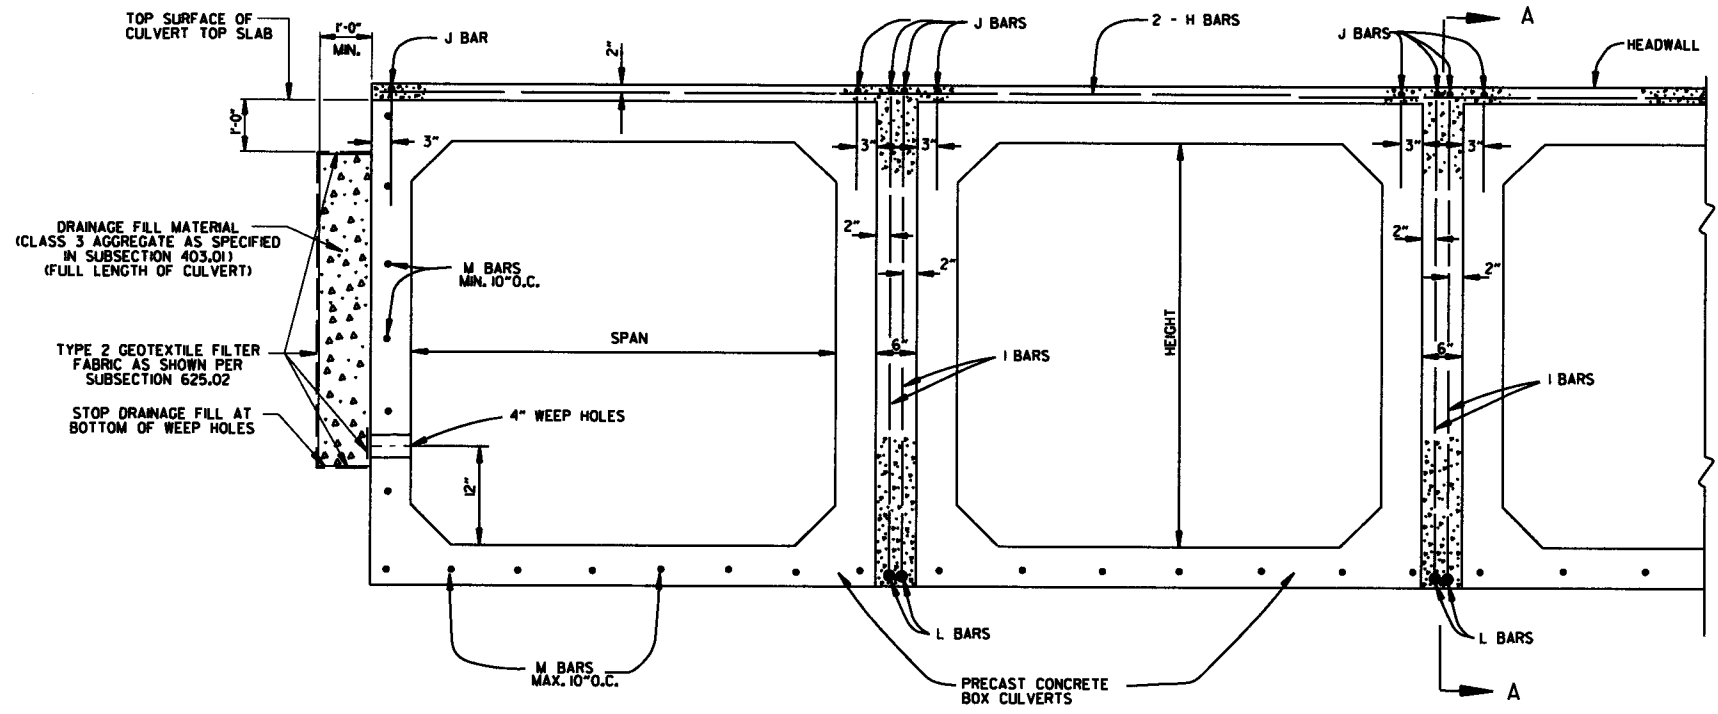 TOP SURFACE OF
CULVERT TOP SLAB
1'-0"
MIN.
J BAR
2"
J BARS
2 - H BARS
J BARS
A
HEADWALL
1'-0"
3"
3"
3"
3"
3"
DRAINAGE FILL MATERIAL
(CLASS 3 AGGREGATE AS SPECIFIED
IN SUBSECTION 403.01)
(FULL LENGTH OF CULVERT)
M BARS
MIN. 10"O.C.
2"
2"
2"
2"
SPAN
HEIGHT
6"
6"
TYPE 2 GEOTEXTILE FILTER
FABRIC AS SHOWN PER
SUBSECTION 625.02
I BARS
I BARS
STOP DRAINAGE FILL AT
BOTTOM OF WEEP HOLES
4" WEEP HOLES
12"
L BARS
L BARS
M BARS
MAX. 10"O.C.
PRECAST CONCRETE
BOX CULVERTS
A